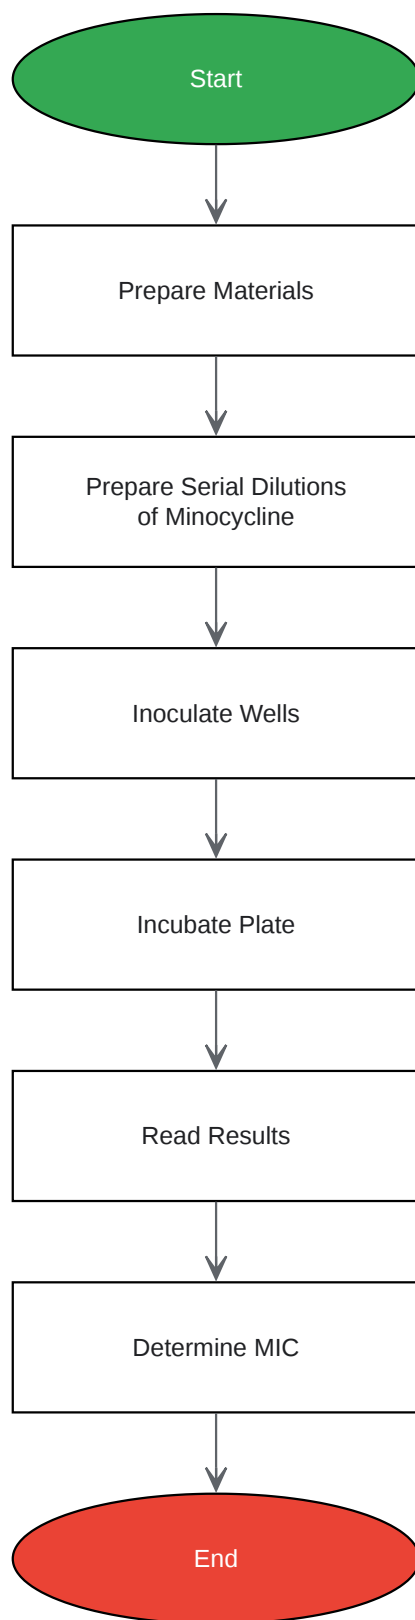 Start
Prepare Materials
Prepare Serial Dilutions
of Minocycline
Inoculate Wells
Incubate Plate
Read Results
Determine MIC
End